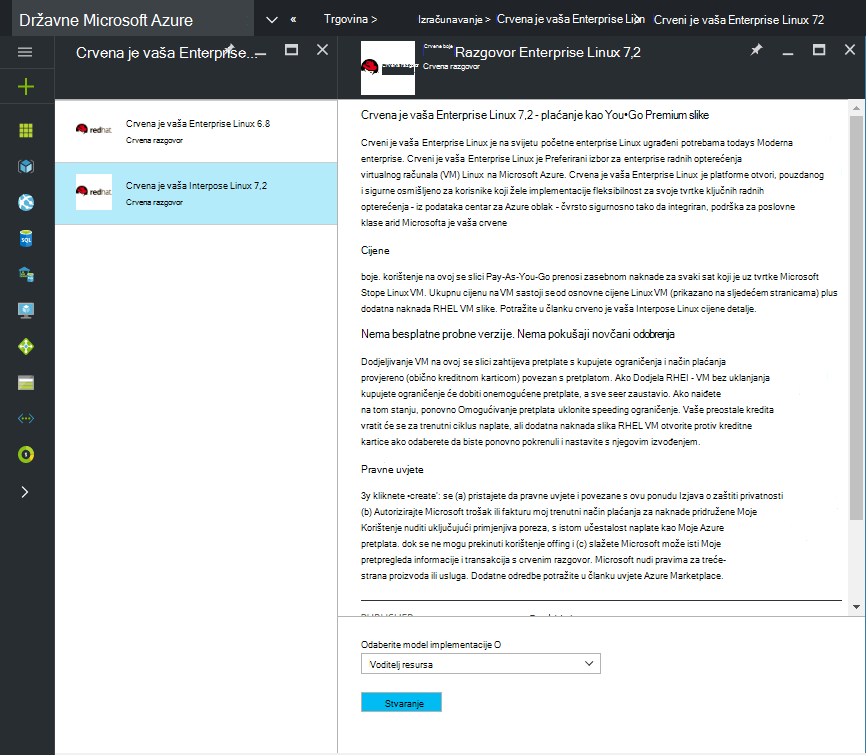 Državne Microsoft Azure
«
Trgovina >
Izračunavanje >
Crvena je vaša Enterprise Lin
Crveni je vaša Enterprise Linux 72
Crvena je vaša Enterprise...
Crvena boja
Razgovor Enterprise Linux 7,2
Crvena razgovor
redhat
Crvena je vaša Enterprise Linux 6.8
Crvena razgovor
redhat
Crvena je vaša Interpose Linux 7,2
Crvena razgovor
SQL
Crvena je vaša Enterprise Linux 7,2 - plaćanje kao You•Go Premium slike
Crveni je vaša Enterprise Linux je na svijetu početne enterprise Linux ugrađeni potrebama todays Moderna
enterprise. Crveni je vaša Enterprise Linux je Preferirani izbor za enterprise radnih opterećenja
virtualnog računala (VM) Linux na Microsoft Azure. Crvena je vaša Enterprise Linux je platforme otvori, pouzdanog
i sigurne osmišljeno za korisnike koji žele implementacije fleksibilnost za svoje tvrtke ključnih radnih
opterećenja - iz podataka centar za Azure oblak - čvrsto sigurnosno tako da integriran, podrška za poslovne
klase arid Microsofta je vaša crvene
Cijene
boje. korištenje na ovoj se slici Pay-As-You-Go prenosi zasebnom naknade za svaki sat koji je uz tvrtke Microsoft
Stope Linux VM. Ukupnu cijenu na VM sastoji se od osnovne cijene Linux VM (prikazano na sljedećem stranicama) plus
dodatna naknada RHEL VM slike. Potražite u članku crveno je vaša Interpose Linux cijene detalje.
Nema besplatne probne verzije. Nema pokušaji novčani odobrenja
Dodjeljivanje VM na ovoj se slici zahtijeva pretplate s kupujete ograničenja i način plaćanja
provjereno (obično kreditnom karticom) povezan s pretplatom. Ako Dodjela RHEl - VM bez uklanjanja
kupujete ograničenje će dobiti onemogućene pretplate, a sve seer zaustavio. Ako naiđete
na tom stanju, ponovno Omogućivanje pretplata uklonite speeding ograničenje. Vaše preostale kredita
vratit će se za trenutni ciklus naplate, ali dodatna naknada slika RHEL VM otvorite protiv kreditne
kartice ako odaberete da biste ponovno pokrenuli i nastavite s njegovim izvođenjem.
Pravne uvjete
3y kliknete •create': se (a) pristajete da pravne uvjete i povezane s ovu ponudu Izjava o zaštiti privatnosti
(b) Autorizirajte Microsoft trošak ili fakturu moj trenutni način plaćanja za naknade pridružene Moje
Korištenje nuditi uključujući primjenjiva poreza, s istom učestalost naplate kao Moje Azure
pretplata. dok se ne mogu prekinuti korištenje offing i (c) slažete Microsoft može isti Moje
pretpregleda informacije i transakcija s crvenim razgovor. Microsoft nudi pravima za treće-
strana proizvoda ili usluga. Dodatne odredbe potražite u članku uvjete Azure Marketplace.
Odaberite model implementacije O
Voditelj resursa
Stvaranje